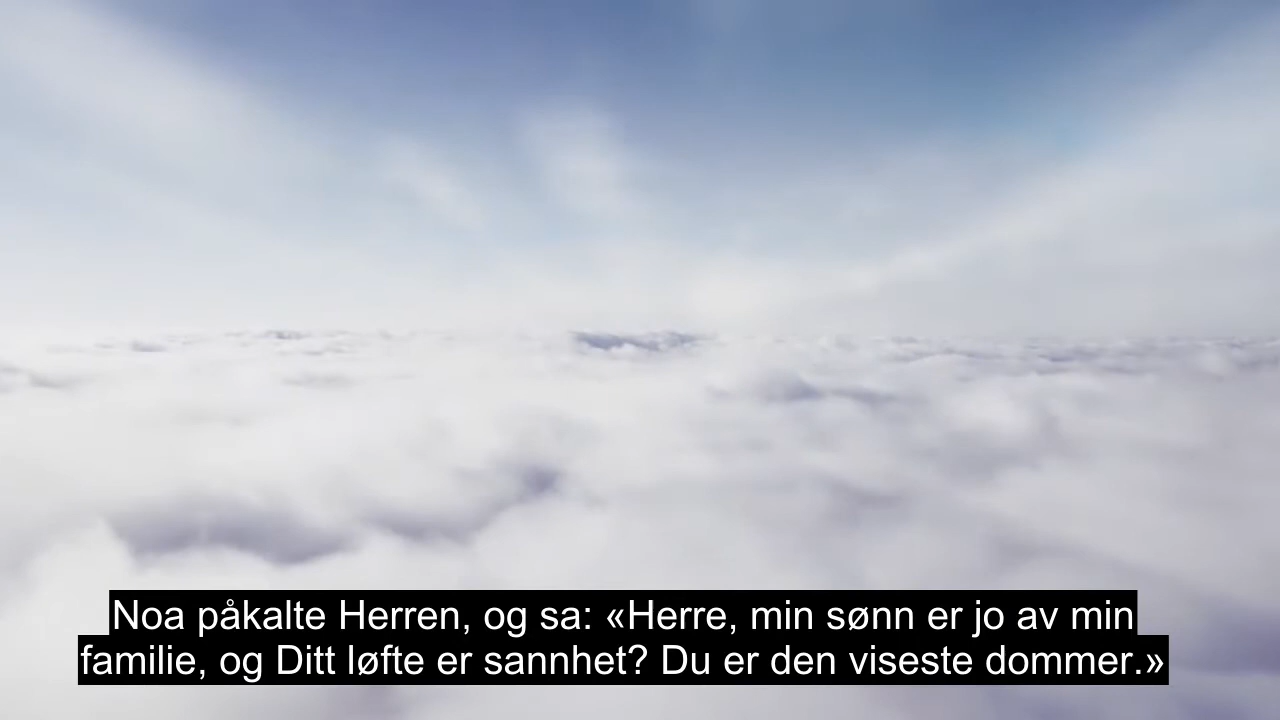 Noa påkalte Herren, og sa: «Herre, min sønn er jo av min
familie, og Ditt løfte er sannhet? Du er den viseste dommer.»